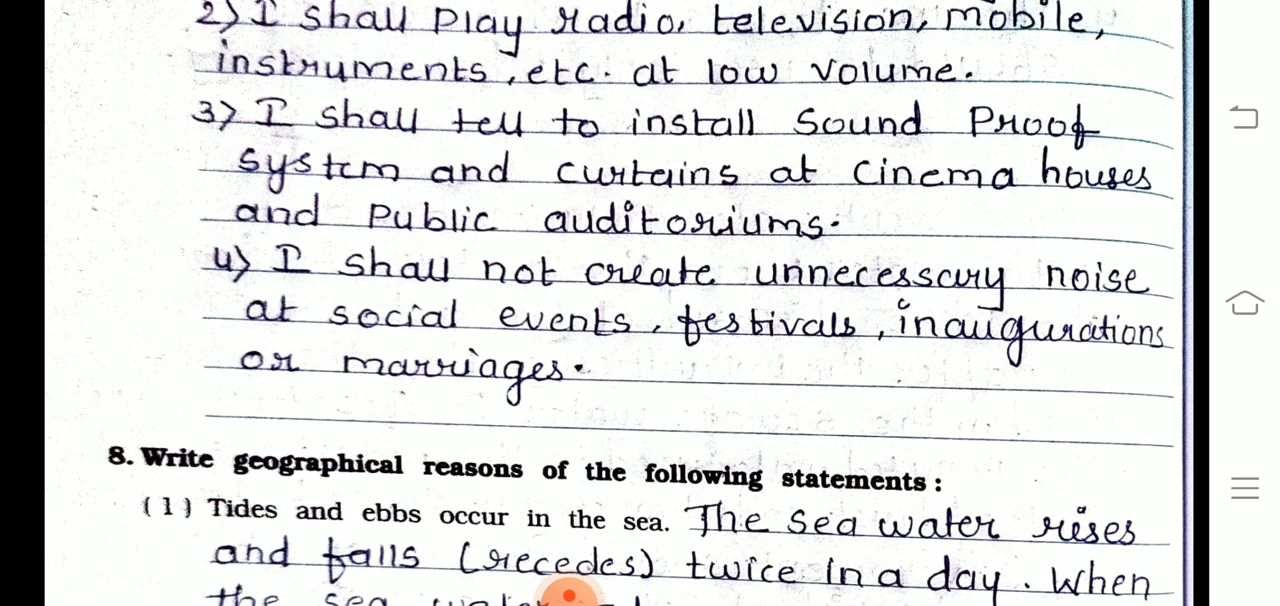 2) I shall Play radio, television, mobile,
instruments, etc. at low volume.
3) I shall tell to install Sound Proof
system and curtains at cinema houses
and Public auditoriums.
4) I shall not create unnecessary noise
at social events, festivals, inaugurations
or marriages.
8. Write geographical reasons of the following statements :
(1) Tides and ebbs occur in the sea. The sea water rises
and falls (recedes) twice in a day. When
the sea water